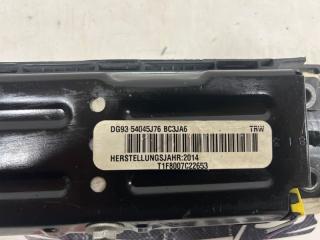 DG93 54045J76 BC3JA6 TRW
HERSTELLUNGSJAHR:2014
T1F8007C22653